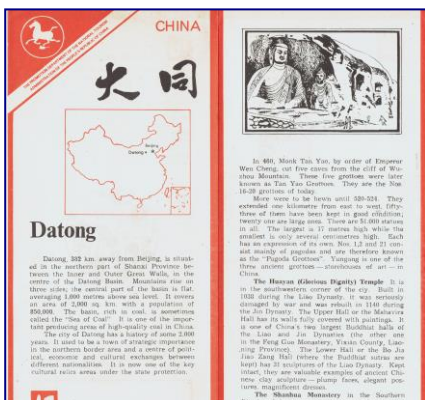 CHINA
大同
Beijing
Datong
Datong
Datong, 382 km. away from Beijing, is situat-
ed in the northern part of Shanxi Province be-
tween the Inner and Outer Great Walls, in the
centre of the Datong Basin. Mountains rise on
three sides; the central part of the basin is flat,
averaging 1,000 metres above sea level. It covers
an area of 2,000 sq. km. with a population of
850,000. The basin, rich in coal, is sometimes
called the "Sea of Coal" It is one of the impor-
tant producing areas of high-quality coal in China.
The city of Datong has a history of some 2,000
years. It used to be a town of strategic importance
in the northern border area and a centre of polit-
ical, economic and cultural exchanges between
different nationalities. It is now one of the key
cultural relics areas under the state protection.
In 460, Monk Tan Yao, by order of Emperor
Wen Cheng, cut five caves from the cliff of Wu-
zhou Mountain. These five grottoes were later
known as Tan Yao Grottoes. They are the Nos.
16-20 grottoes of today.
More were to be hewn until 520-524. They
extended one kilometre from east to west, fifty-
three of them have been kept in good condition;
twenty one are large ones. There are 51,000 statues
in all. The largest is 17 metres high while the
smallest is only several centimetres high. Each
has an expression of its own. Nos. 1,2 and 21 con-
sist mainly of pagodas and are therefore known
as the "Pagoda Grottoes". Yungang is one of the
three ancient grottoes — storehouses of art — in
China.
The Huayan (Glorious Dignity) Temple It is
in the southwestern corner of the city. Built in
1038 during the Liao Dynasty, it was seriously
damaged by war and was rebuilt in 1140 during
the Jin Dynasty. The Upper Hall or the Mahavira
Hall has its walls fully covered with paintings. It
is one of China's two largest Buddhist halls of
the Liao and Jin Dynasties (the other one
in the Feng Guo Monastery, Yixian County, Liao-
ning Province). The Lower Hall or the Bo Jia
Jiao Zang Hall (where the Buddhist sutras are
kept) has 31 sculptures of the Liao Dynasty. Kept
intact, they are valuable examples of ancient Chi-
nese clay sculpture — plump faces, elegant pos-
tures magnificent dresses.
The Shanhua Monastery in the Southern